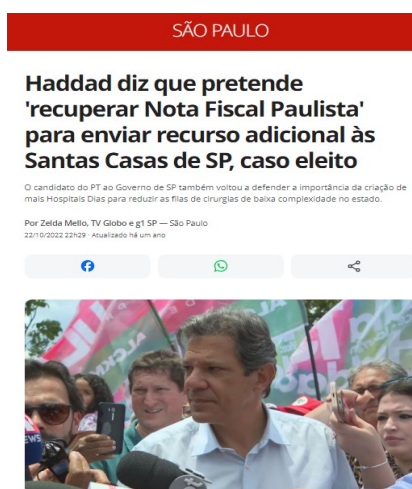 SÃO PAULO
Haddad diz que pretende
'recuperar Nota Fiscal Paulista'
para enviar recurso adicional às
Santas Casas de SP, caso eleito
O candidato do PT ao Governo de SP também voltou a defender a importância da criação de
mais Hospitais Dias para reduzir as filas de cirurgias de baixa complexidade no estado.
Por Zelda Mello, TV Globo e g1 SP — São Paulo
22/10/2022 22h29 · Atualizado há um ano